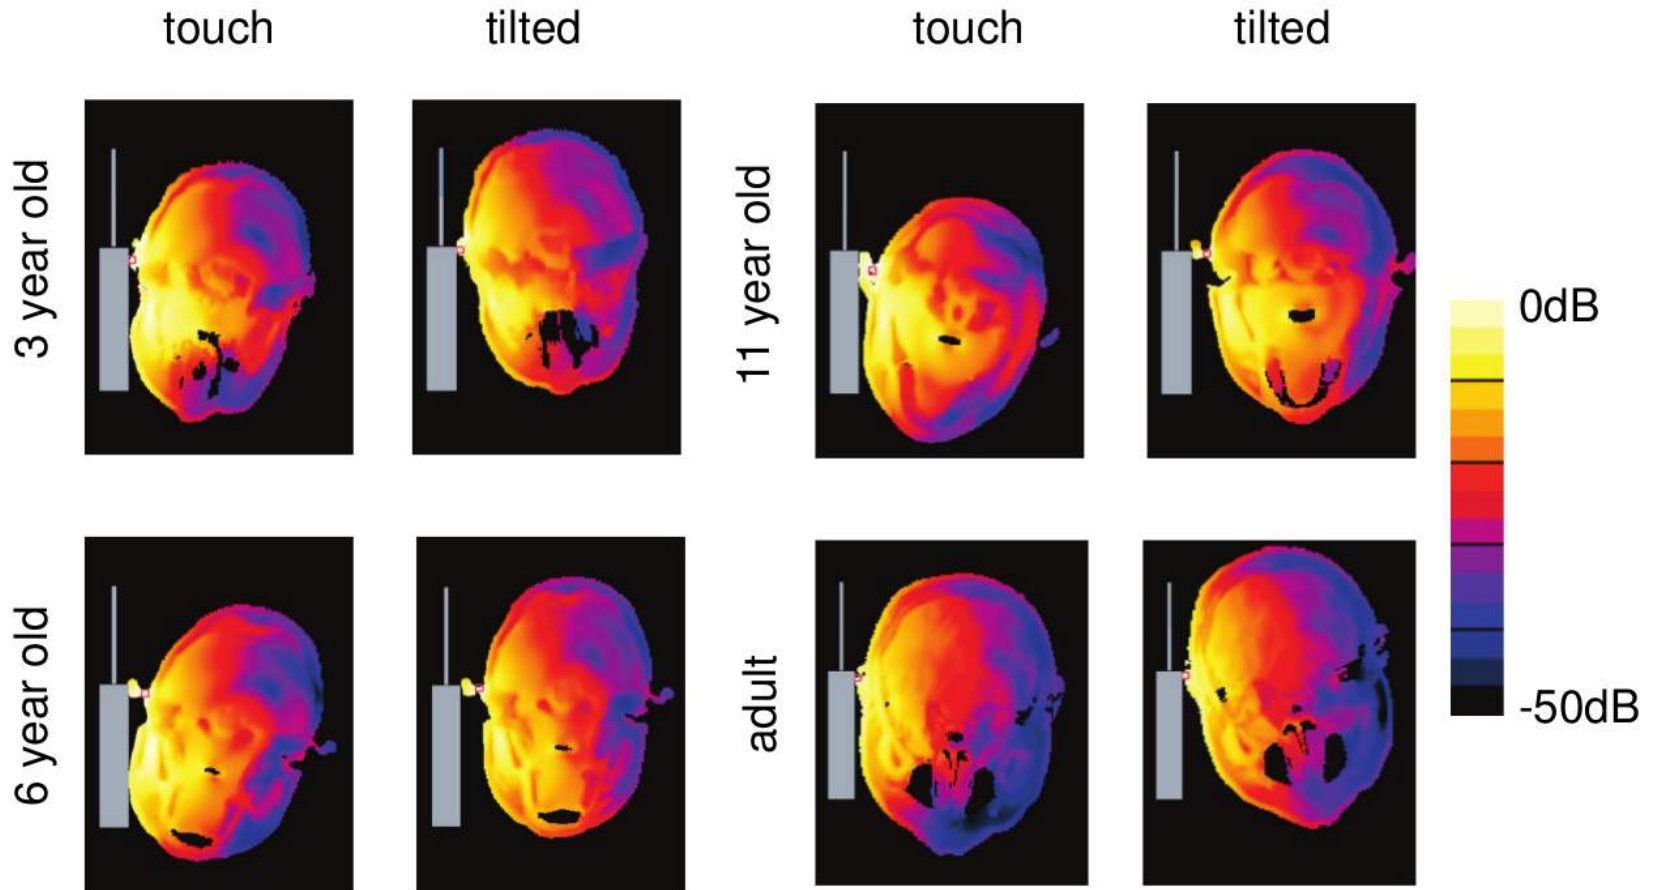 touch tilted touch tilted
3 year old
11 year old
0dB
6 year old
adult
-50dB